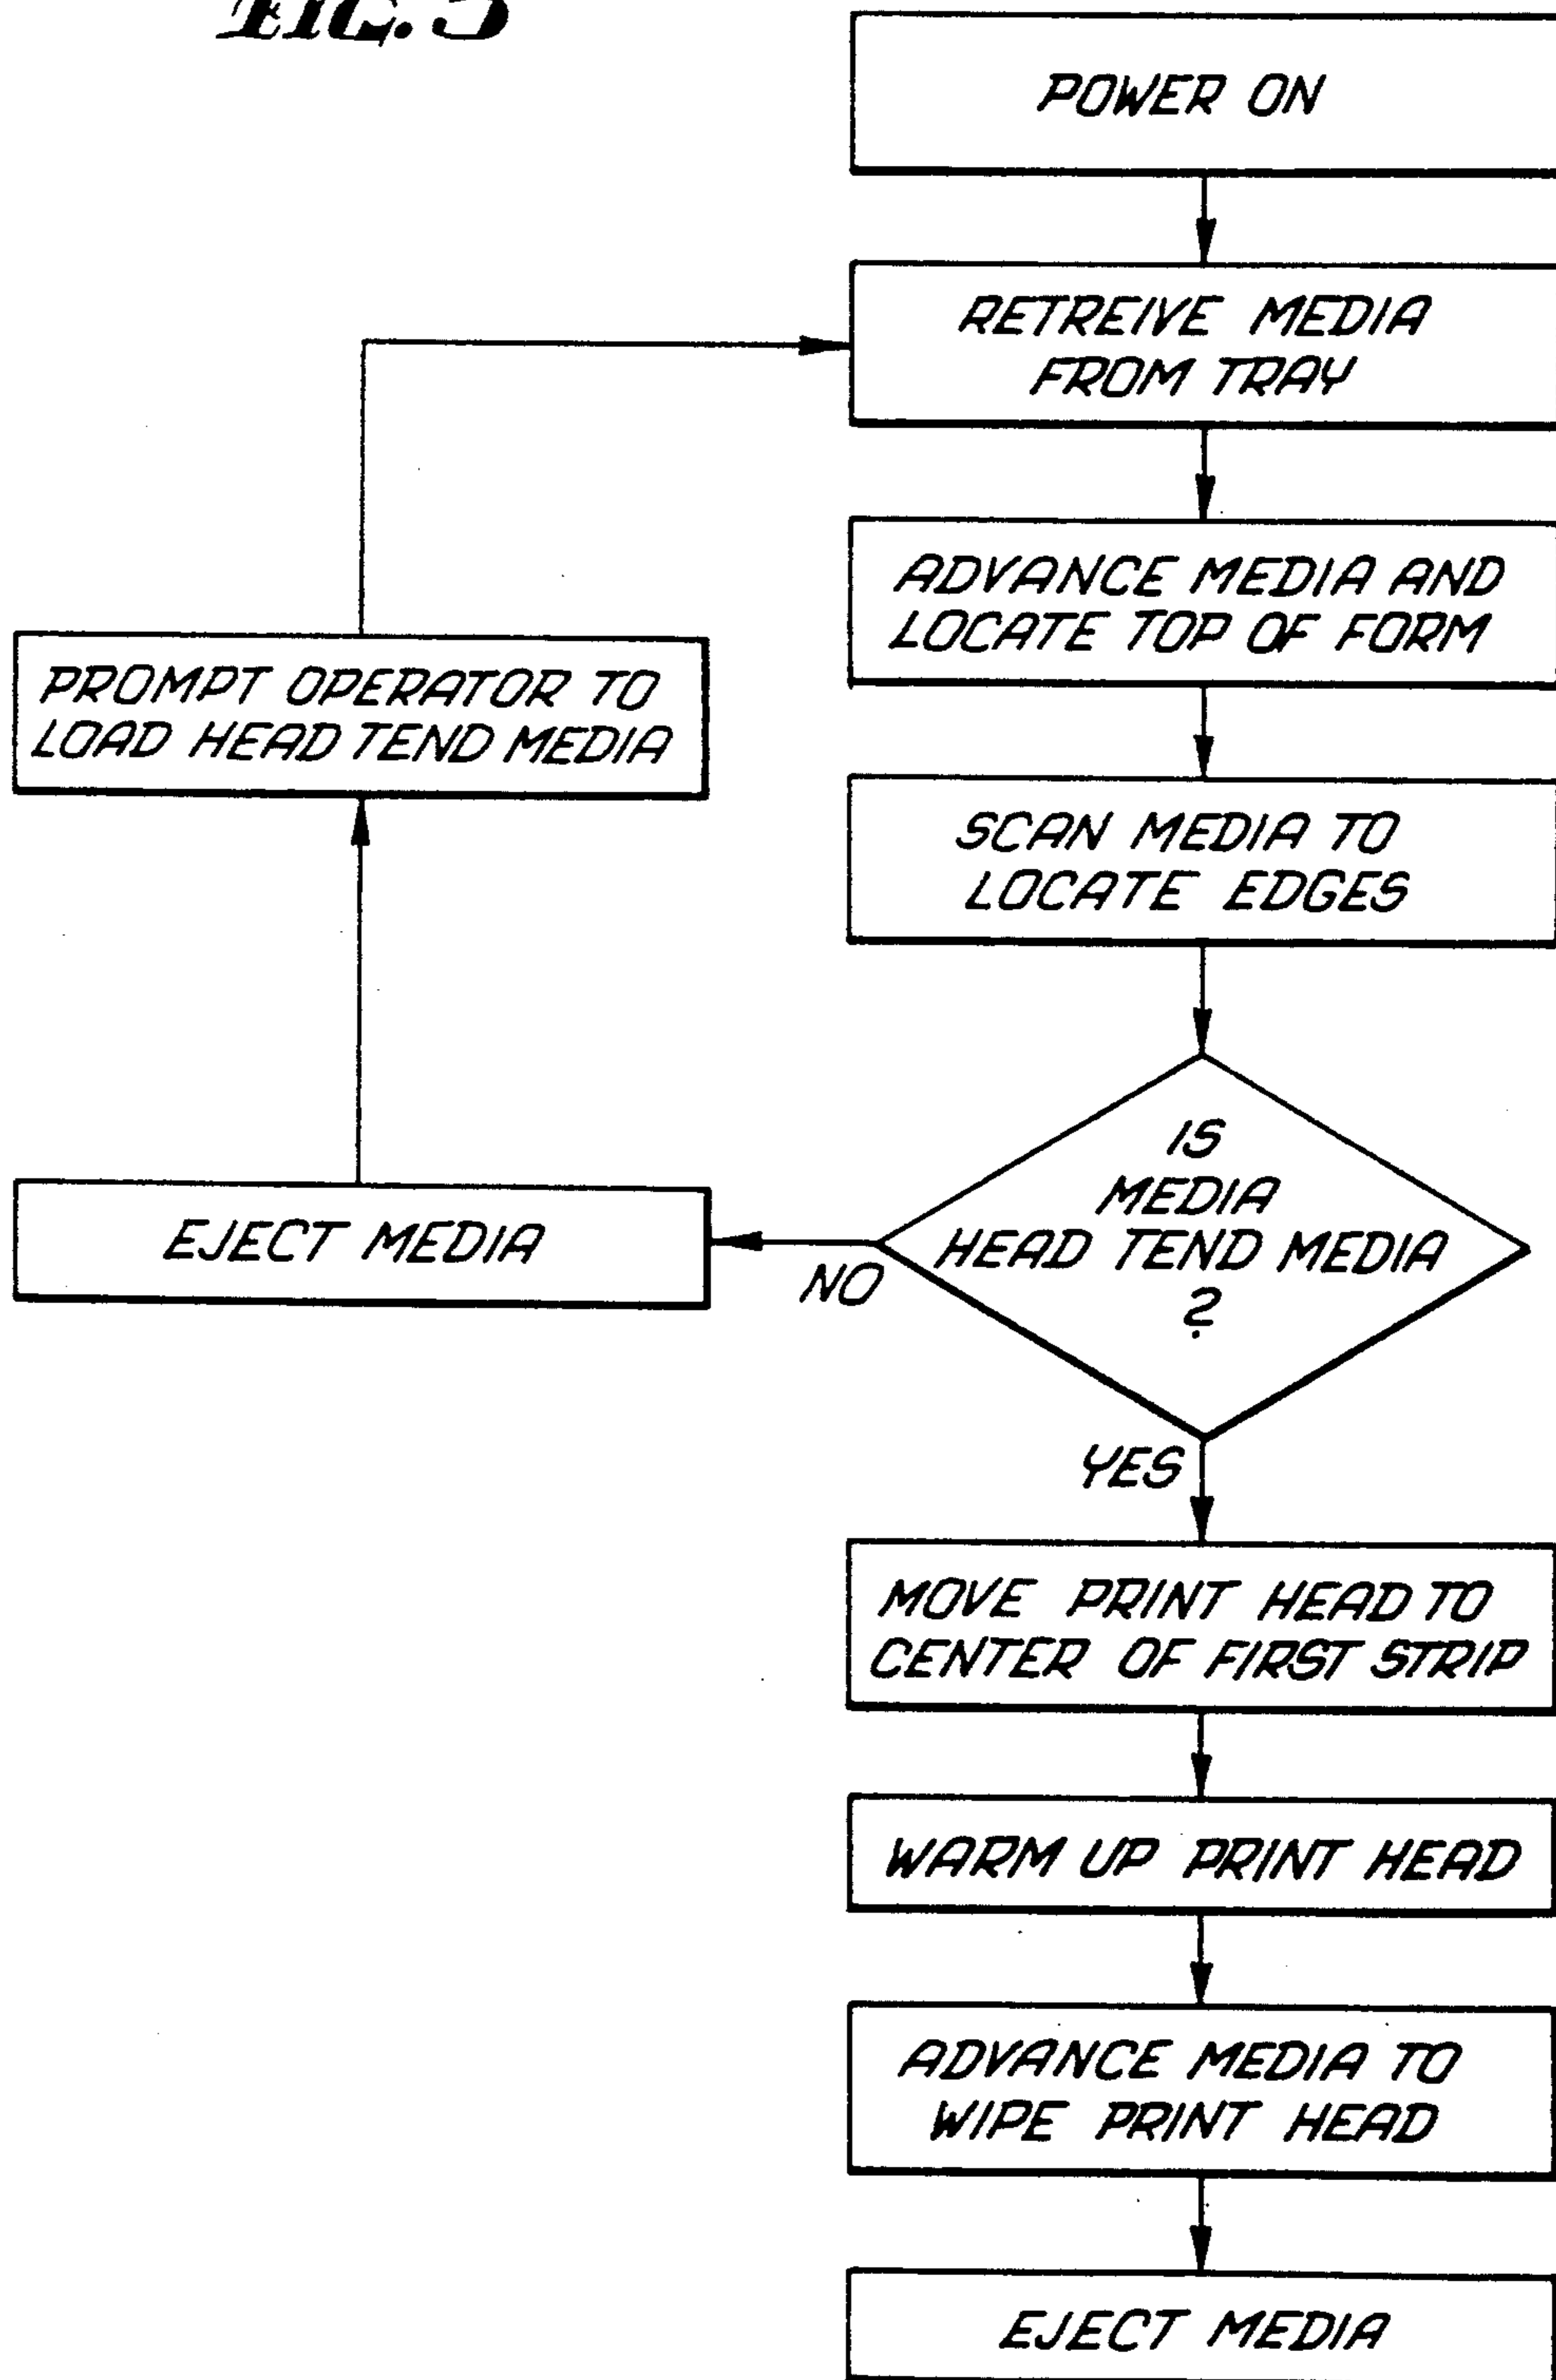 FIG. 5
POWER ON
RETREIVE MEDIA
FROM TRAY
ADVANCE MEDIA AND
LOCATE TOP OF FORM
PROMPT OPERATOR TO
LOAD HEAD TEND MEDIA
SCAN MEDIA TO
LOCATE EDGES
IS
MEDIA
HEAD TEND MEDIA
?
EJECT MEDIA
NO
YES
MOVE PRINT HEAD TO
CENTER OF FIRST STRIP
WARM UP PRINT HEAD
ADVANCE MEDIA TO
WIPE PRINT HEAD
EJECT MEDIA